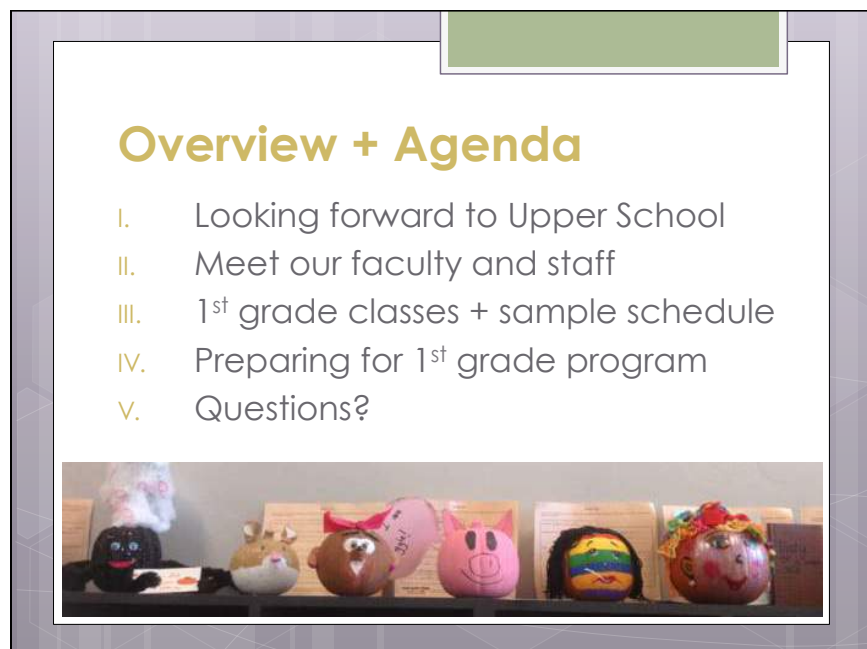 Overview + Agenda
I. Looking forward to Upper School
II. Meet our faculty and staff
III. 1st grade classes + sample schedule
IV. Preparing for 1st grade program
V. Questions?